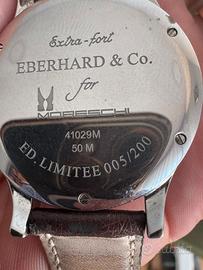 Extra-fort
EBERHARD & Co.
for
MORESCHI
41029M
50 M
ED. LIMITEE 005/200